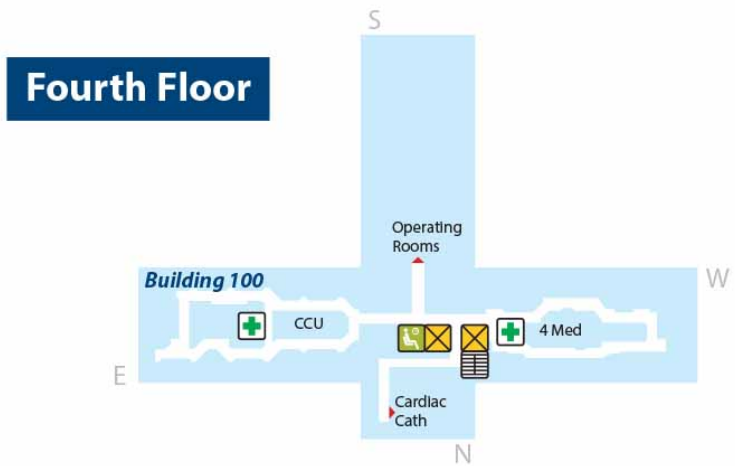 S
Fourth Floor
Operating
Rooms
Building 100
W
CCU
4 Med
E
Cardiac
Cath
N